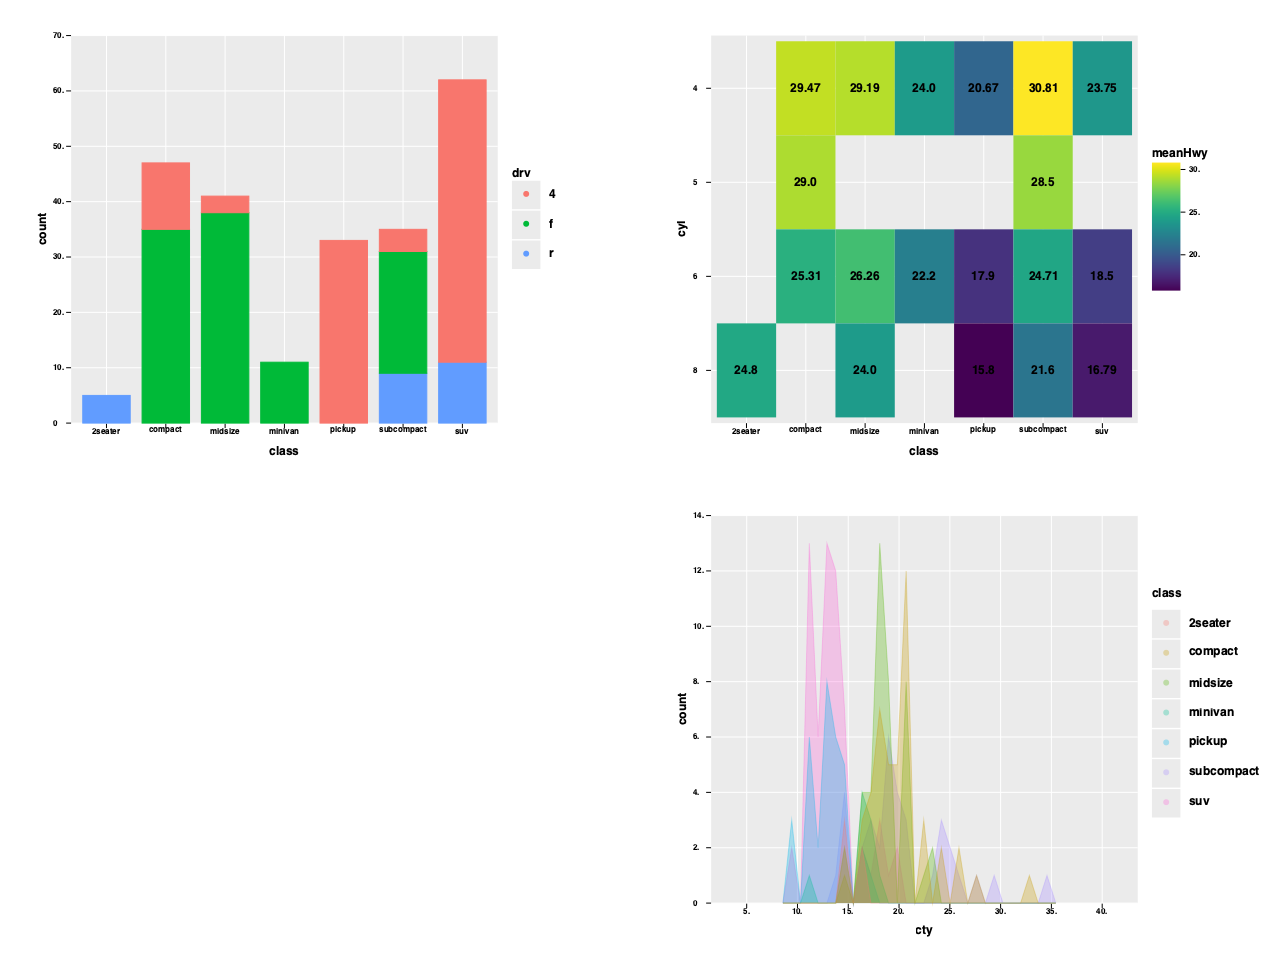 70.
60.
50.
40.
30.
20.
10.
0
count
2seater compact midsize minivan pickup subcompact suv
class
drv
4
f
r
4
5
6
8
cyl
29.47 29.19 24.0 20.67 30.81 23.75
29.0 28.5
25.31 26.26 22.2 17.9 24.71 18.5
24.8 24.0 15.8 21.6 16.79
2seater compact midsize minivan pickup subcompact suv
class
meanHwy
30.
25.
20.
14.
12.
10.
8.
6.
4.
2.
0
count
5. 10. 15. 20. 25. 30. 35. 40.
cty
class
2seater
compact
midsize
minivan
pickup
subcompact
suv